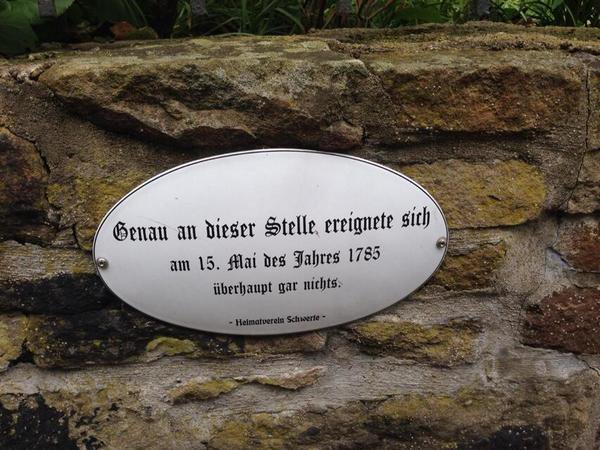 Genau an dieser Stelle ereignete sich
am 15. Mai des Jahres 1785
überhaupt gar nichts.
- Heimatverein Schwerte -